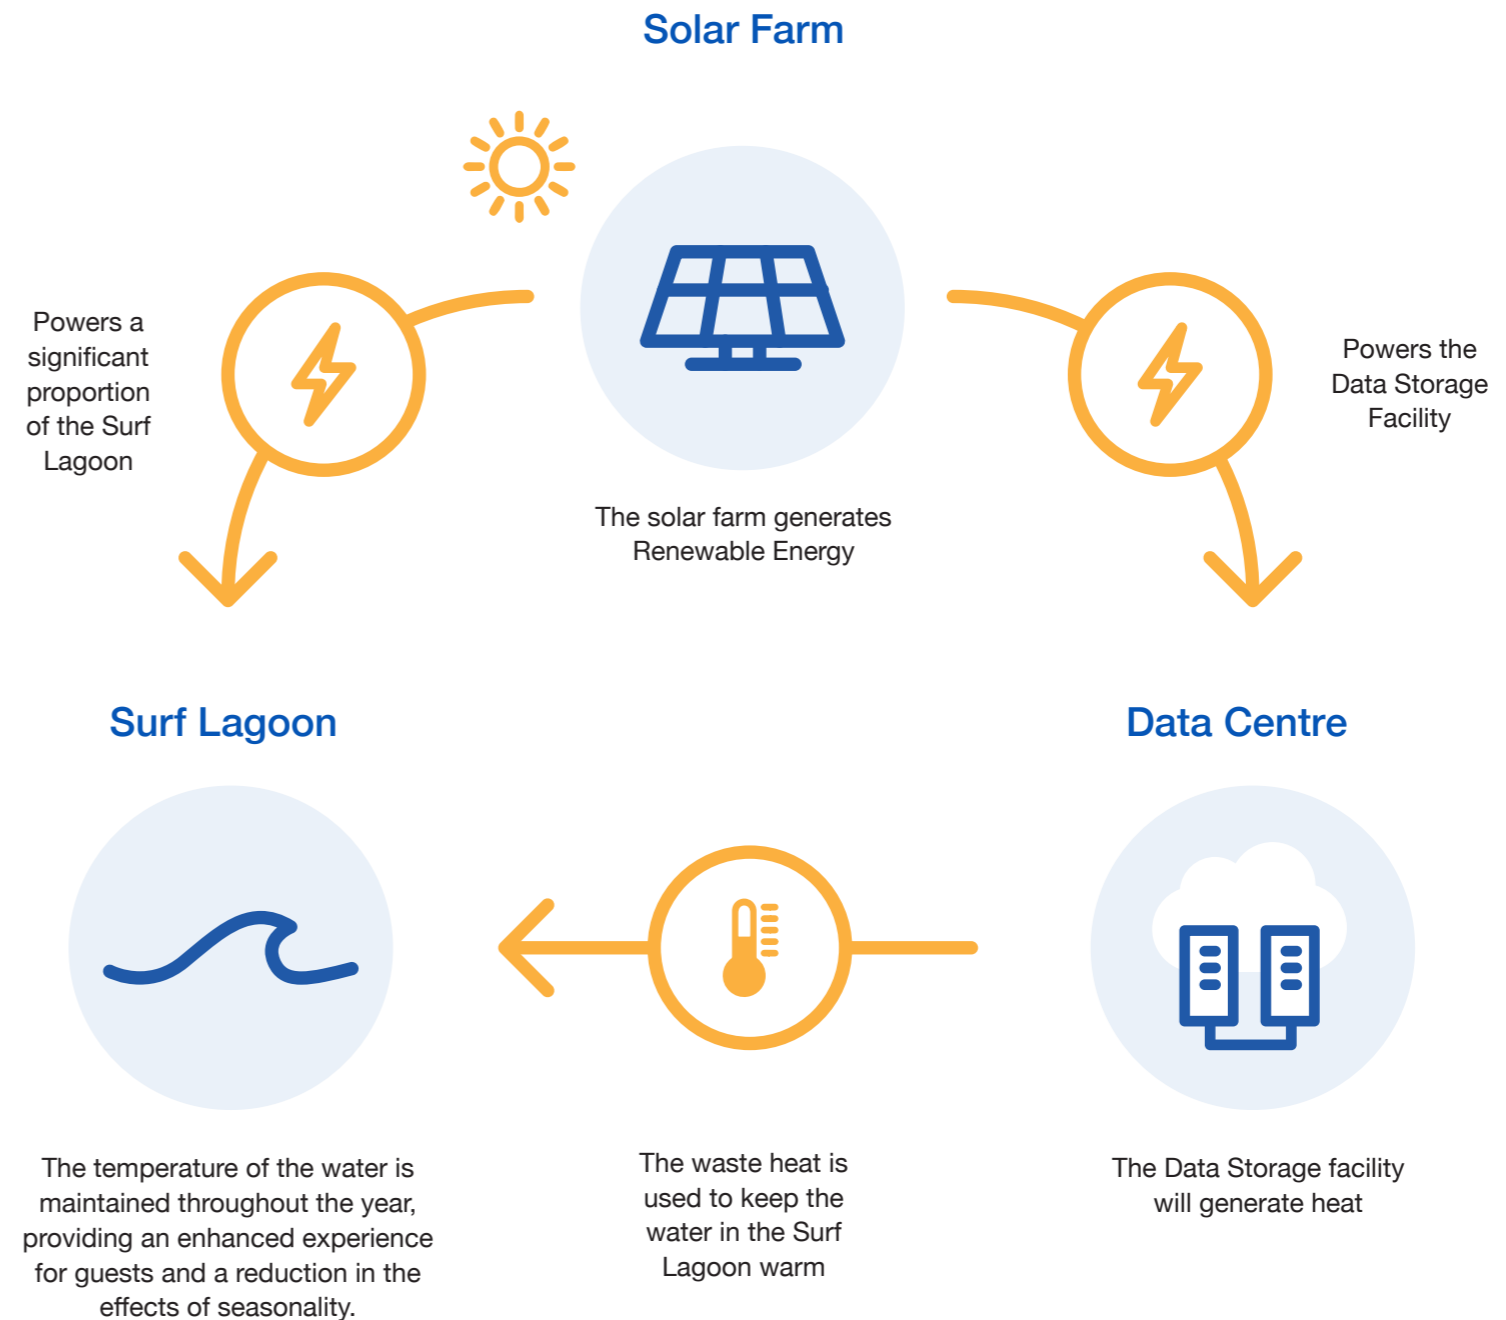 Solar Farm
Powers a
significant
proportion
of the Surf
Lagoon
The solar farm generates
Renewable Energy
Powers the
Data Storage
Facility
Surf Lagoon
The temperature of the water is
maintained throughout the year,
providing an enhanced experience
for guests and a reduction in the
effects of seasonality.
The waste heat is
used to keep the
water in the Surf
Lagoon warm
Data Centre
The Data Storage facility
will generate heat